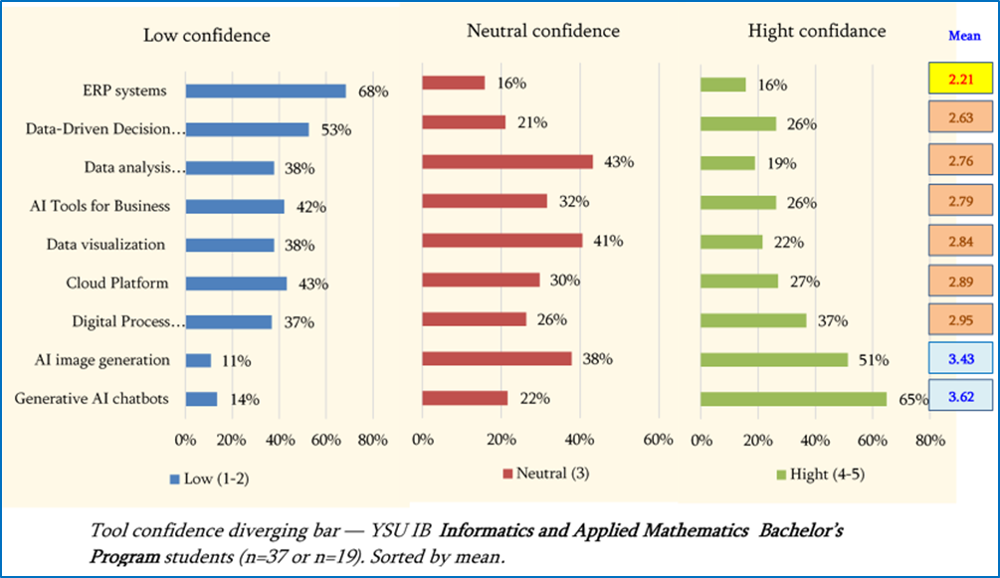 Low confidence
Neutral confidence
Hight confidance
Mean
ERP systems 68% 16% 16% 2.21
Data-Driven Decision... 53% 21% 26% 2.63
Data analysis... 38% 43% 19% 2.76
AI Tools for Business 42% 32% 26% 2.79
Data visualization 38% 41% 22% 2.84
Cloud Platform 43% 30% 27% 2.89
Digital Process... 37% 26% 37% 2.95
AI image generation 11% 38% 51% 3.43
Generative AI chatbots 14% 22% 65% 3.62
0% 20% 40% 60% 80% 0% 20% 40% 60% 0% 20% 40% 60% 80%
Low (1-2) Neutral (3) Hight (4-5)
Tool confidence diverging bar — YSU IB Informatics and Applied Mathematics Bachelor's
Program students (n=37 or n=19). Sorted by mean.